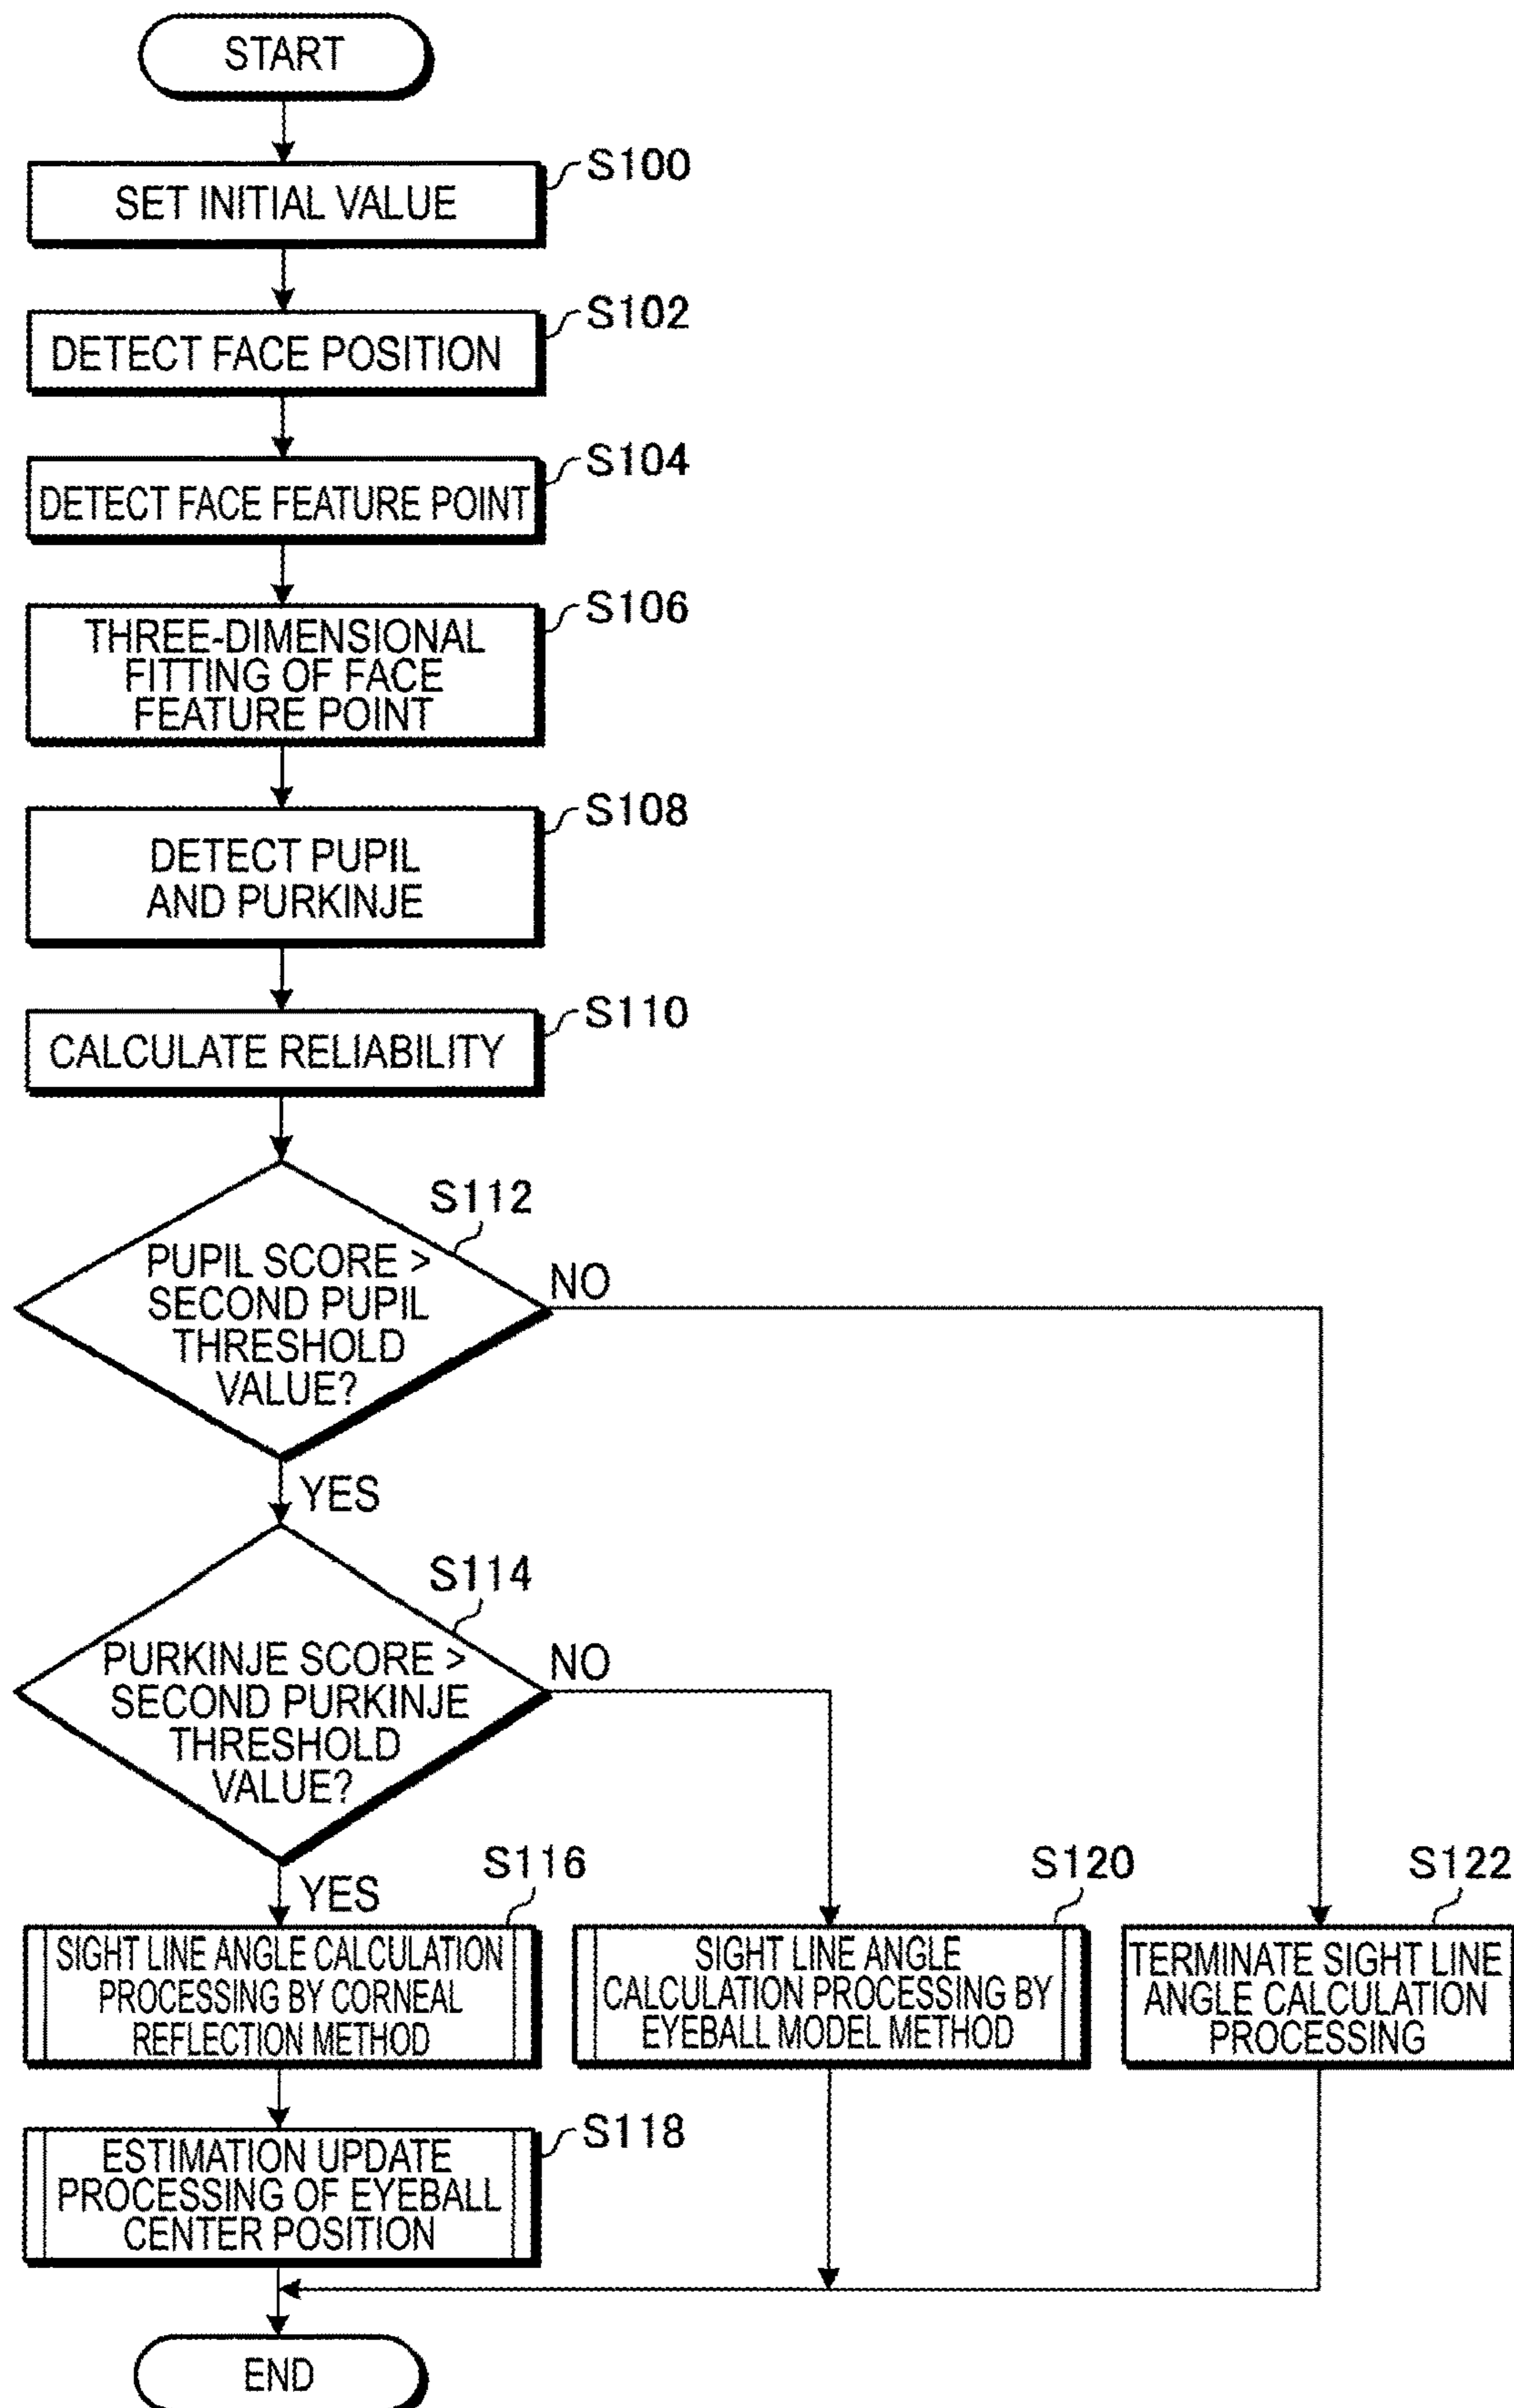 START
S100
SET INITIAL VALUE
S102
DETECT FACE POSITION
S104
DETECT FACE FEATURE POINT
S106
THREE-DIMENSIONAL
FITTING OF FACE
FEATURE POINT
S108
DETECT PUPIL
AND PURKINJE
S110
CALCULATE RELIABILITY
S112
PUPIL SCORE >
SECOND PUPIL
THRESHOLD
VALUE?
NO
YES
S114
PURKINJE SCORE >
SECOND PURKINJE
THRESHOLD
VALUE?
NO
YES
S116
SIGHT LINE ANGLE CALCULATION
PROCESSING BY CORNEAL
REFLECTION METHOD
S120
SIGHT LINE ANGLE
CALCULATION PROCESSING BY
EYEBALL MODEL METHOD
S122
TERMINATE SIGHT LINE
ANGLE CALCULATION
PROCESSING
S118
ESTIMATION UPDATE
PROCESSING OF EYEBALL
CENTER POSITION
END